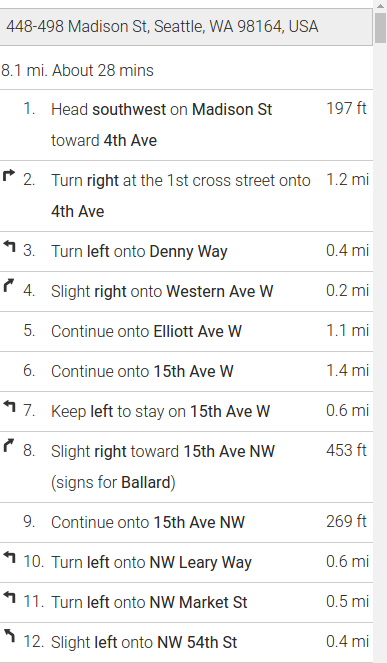 448-498 Madison St, Seattle, WA 98164, USA
8.1 mi. About 28 mins
1. Head southwest on Madison St 197 ft
toward 4th Ave
2. Turn right at the 1st cross street onto 1.2 mi
4th Ave
3. Turn left onto Denny Way 0.4 mi
4. Slight right onto Western Ave W 0.2 mi
5. Continue onto Elliott Ave W 1.1 mi
6. Continue onto 15th Ave W 1.4 mi
7. Keep left to stay on 15th Ave W 0.6 mi
8. Slight right toward 15th Ave NW 453 ft
(signs for Ballard)
9. Continue onto 15th Ave NW 269 ft
10. Turn left onto NW Leary Way 0.6 mi
11. Turn left onto NW Market St 0.5 mi
12. Slight left onto NW 54th St 0.4 mi